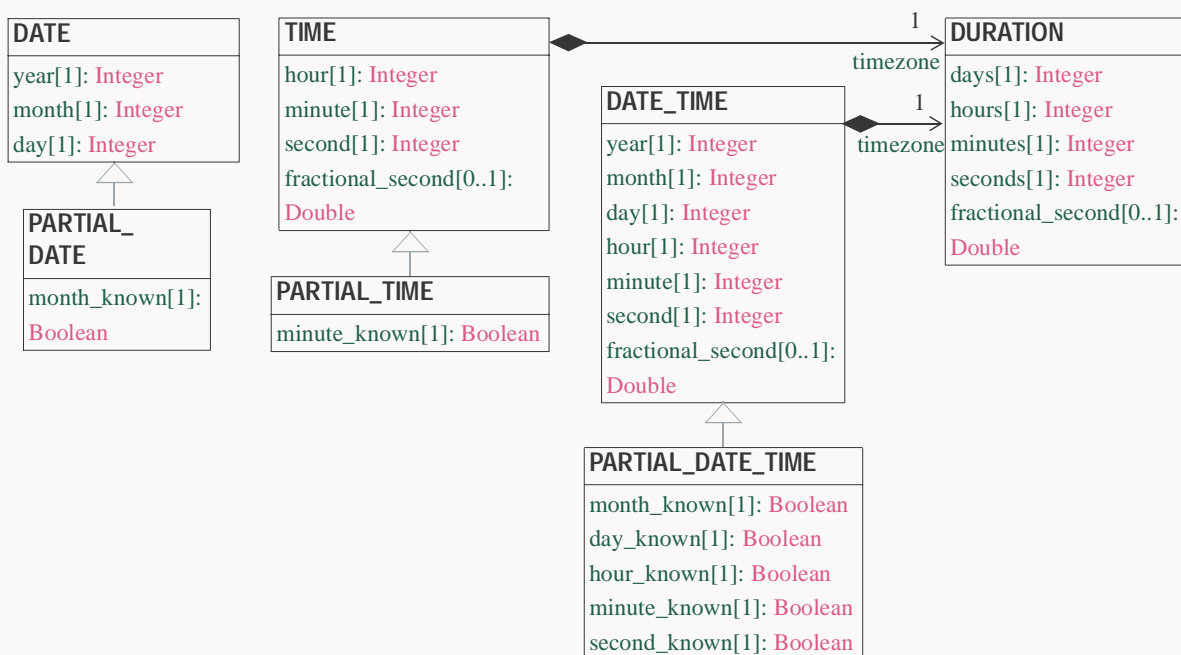 DATE
year[1]: Integer
month[1]: Integer
day[1]: Integer
PARTIAL_
DATE
month_known[1]:
Boolean
TIME
hour[1]: Integer
minute[1]: Integer
second[1]: Integer
fractional_second[0..1]:
Double
PARTIAL_TIME
minute_known[1]: Boolean
1
timezone
DATE_TIME
year[1]: Integer
month[1]: Integer
day[1]: Integer
hour[1]: Integer
minute[1]: Integer
second[1]: Integer
fractional_second[0..1]:
Double
1
timezone
PARTIAL_DATE_TIME
month_known[1]: Boolean
day_known[1]: Boolean
hour_known[1]: Boolean
minute_known[1]: Boolean
second_known[1]: Boolean
DURATION
days[1]: Integer
hours[1]: Integer
minutes[1]: Integer
seconds[1]: Integer
fractional_second[0..1]:
Double